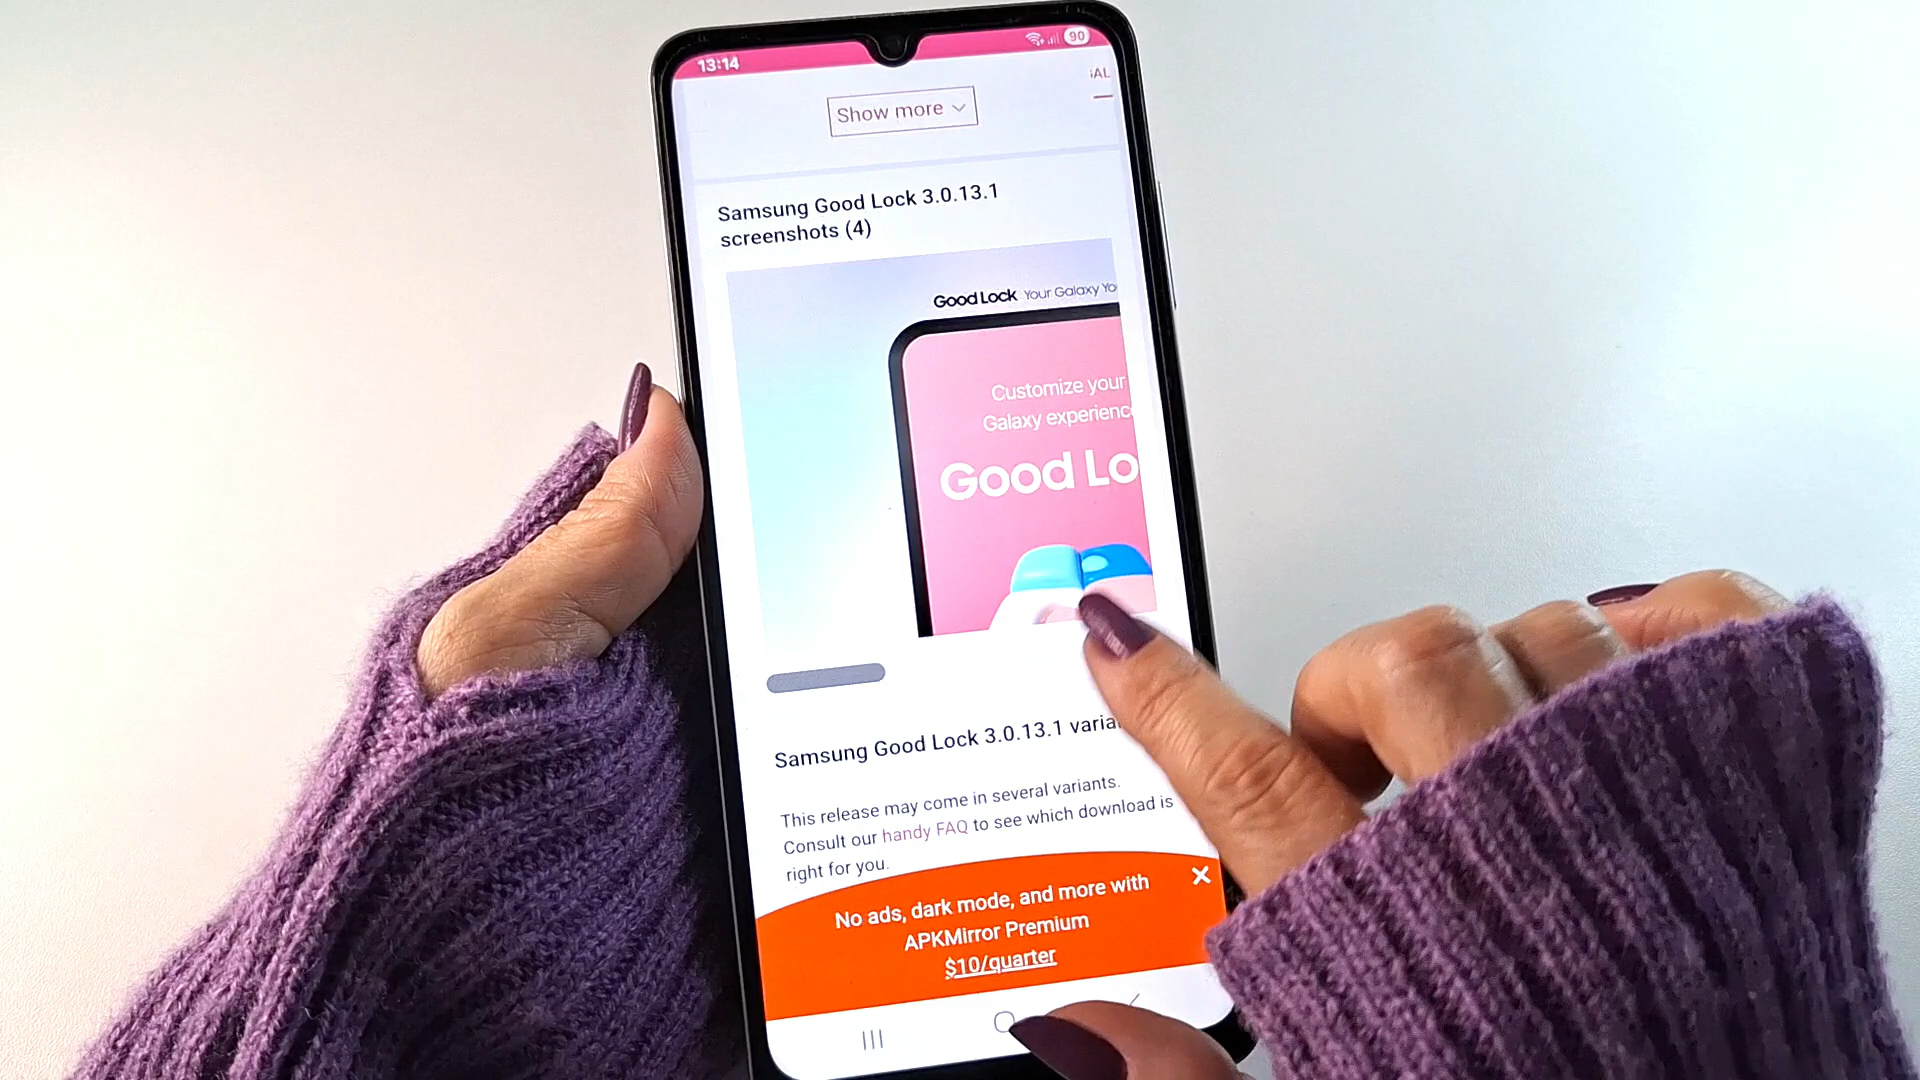 13:14
90
Show more
Samsung Good Lock 3.0.13.1
screenshots (4)
Good Lock Your Galaxy Yo
Customize your
Galaxy experienc
Good Lo
Samsung Good Lock 3.0.13.1 varia
This release may come in several variants.
Consult our handy FAQ to see which download is
right for you.
No ads, dark mode, and more with
APKMirror Premium
$10/quarter